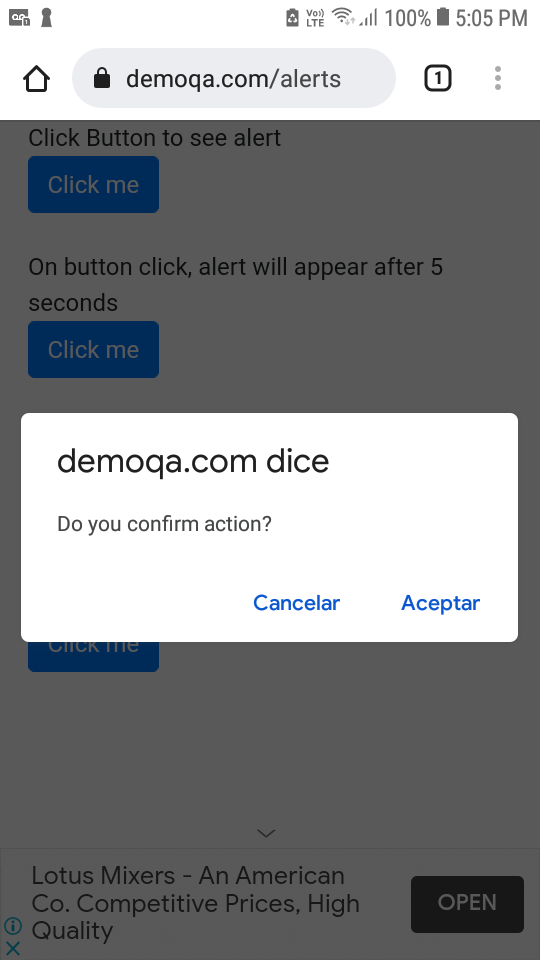 Vo))
LTE
100%
5:05 PM
demoqa.com/alerts
1
Click Button to see alert
Click me
On button click, alert will appear after 5
seconds
Click me
demoqa.com dice
Do you confirm action?
Cancelar
Aceptar
Click me
Lotus Mixers - An American
Co. Competitive Prices, High
Quality
OPEN